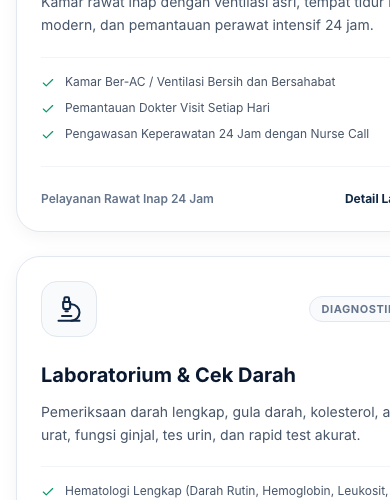 Kamar rawat inap dengan ventilasi asri, tempat tidur
modern, dan pemantauan perawat intensif 24 jam.
Kamar Ber-AC / Ventilasi Bersih dan Bersahabat
Pemantauan Dokter Visit Setiap Hari
Pengawasan Keperawatan 24 Jam dengan Nurse Call
Pelayanan Rawat Inap 24 Jam
Detail La
DIAGNOSTI
Laboratorium & Cek Darah
Pemeriksaan darah lengkap, gula darah, kolesterol, a
urat, fungsi ginjal, tes urin, dan rapid test akurat.
Hematologi Lengkap (Darah Rutin, Hemoglobin, Leukosit,